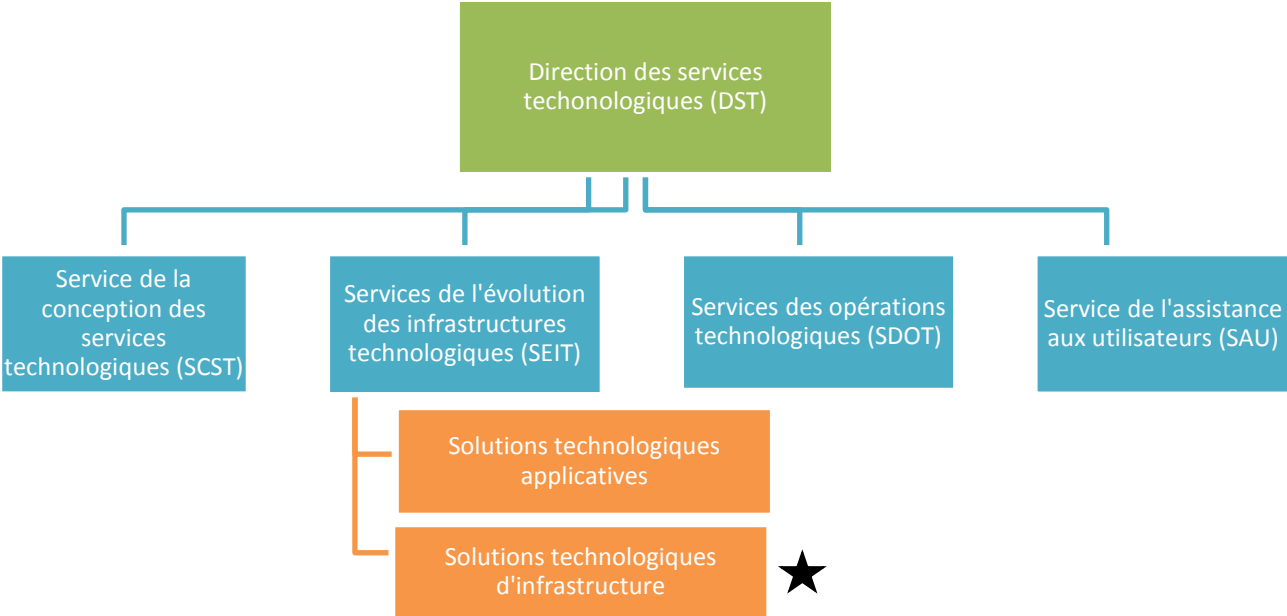 Direction des services
techonologiques (DST)
Service de la
conception des
services
technologiques (SCST)
Services de l'évolution
des infrastructures
technologiques (SEIT)
Services des opérations
technologiques (SDOT)
Service de l'assistance
aux utilisateurs (SAU)
Solutions technologiques
applicatives
Solutions technologiques
d'infrastructure